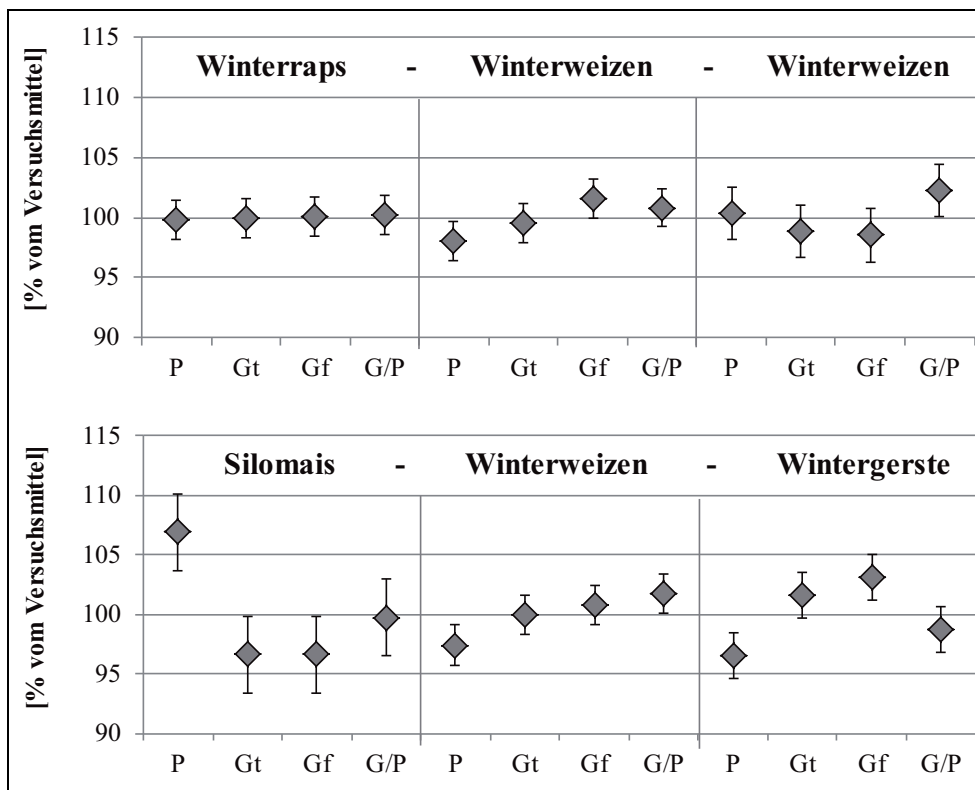 [% vom Versuchsmittel]
115
110
105
100
95
90
Winterraps - Winterweizen - Winterweizen
P Gt Gf G/P P Gt Gf G/P P Gt Gf G/P
[% vom Versuchsmittel]
115
110
105
100
95
90
Silomais - Winterweizen - Wintergerste
P Gt Gf G/P P Gt Gf G/P P Gt Gf G/P